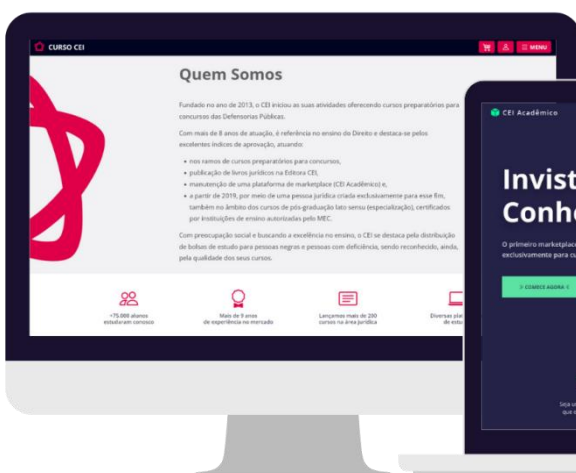 CURSO CEI
MENU
Quem Somos
Fundado no ano de 2013, o CEI iniciou as suas atividades oferecendo cursos preparatórios para
concursos das Defensorias Públicas.
Com mais de 8 anos de atuação, é referência no ensino do Direito e destaca-se pelos
excelentes índices de aprovação, atuando:
• nos ramos de cursos preparatórios para concursos,
• publicação de livros jurídicos na Editora CEI,
• manutenção de uma plataforma de marketplace (CEI Acadêmico) e,
• a partir de 2019, por meio de uma pessoa jurídica criada exclusivamente para esse fim,
também no âmbito dos cursos de pós-graduação lato sensu (especialização), certificados
por instituições de ensino autorizadas pelo MEC.
Com preocupação social e buscando a excelência no ensino, o CEI se destaca pela distribuição
de bolsas de estudo para pessoas negras e pessoas com deficiência, sendo reconhecido, ainda,
pela qualidade dos seus cursos.
+75.000 alunos
estudaram conosco
Mais de 9 anos
de experiência no mercado
Lançamos mais de 200
cursos na área jurídica
Diversas pla
de estu
CEI Acadêmico
Invist
Conhe
O primeiro marketplac
exclusivamente para cu
COMECE AGORA
Seja u
que o